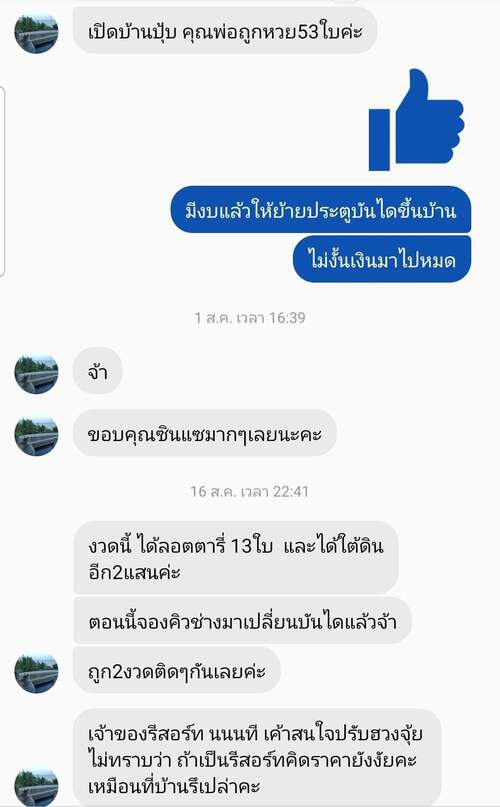 เปิดบ้านปุ้บ คุณพ่อถูกหวย53ใบค่ะ
มีงบแล้วให้ย้ายประตูบันไดขึ้นบ้าน
ไม่งั้นเงินมาไปหมด
1 ส.ค. เวลา 16:39
จ้า
ขอบคุณซินแซมากๆเลยนะคะ
16 ส.ค. เวลา 22:41
งวดนี้ ได้ลอตตารี่ 13ใบ และได้ใต้ดิน
อีก2แสนค่ะ
ตอนนี้จองคิวช่างมาเปลี่ยนบันไดแล้วจ้า
ถูก2งวดติดๆกันเลยค่ะ
เจ้าของรีสอร์ท นนนที เค้าสนใจปรับฮวงจุ้ย
ไม่ทราบว่า ถ้าเป็นรีสอร์ทคิดราคายังงัยคะ
เหมือนที่บ้านรึเปล่าคะ